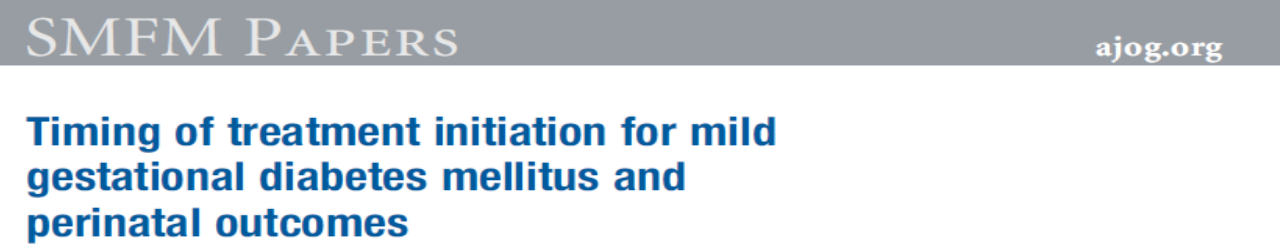 SMFM PAPERS ajog.org
Timing of treatment initiation for mild
gestational diabetes mellitus and
perinatal outcomes